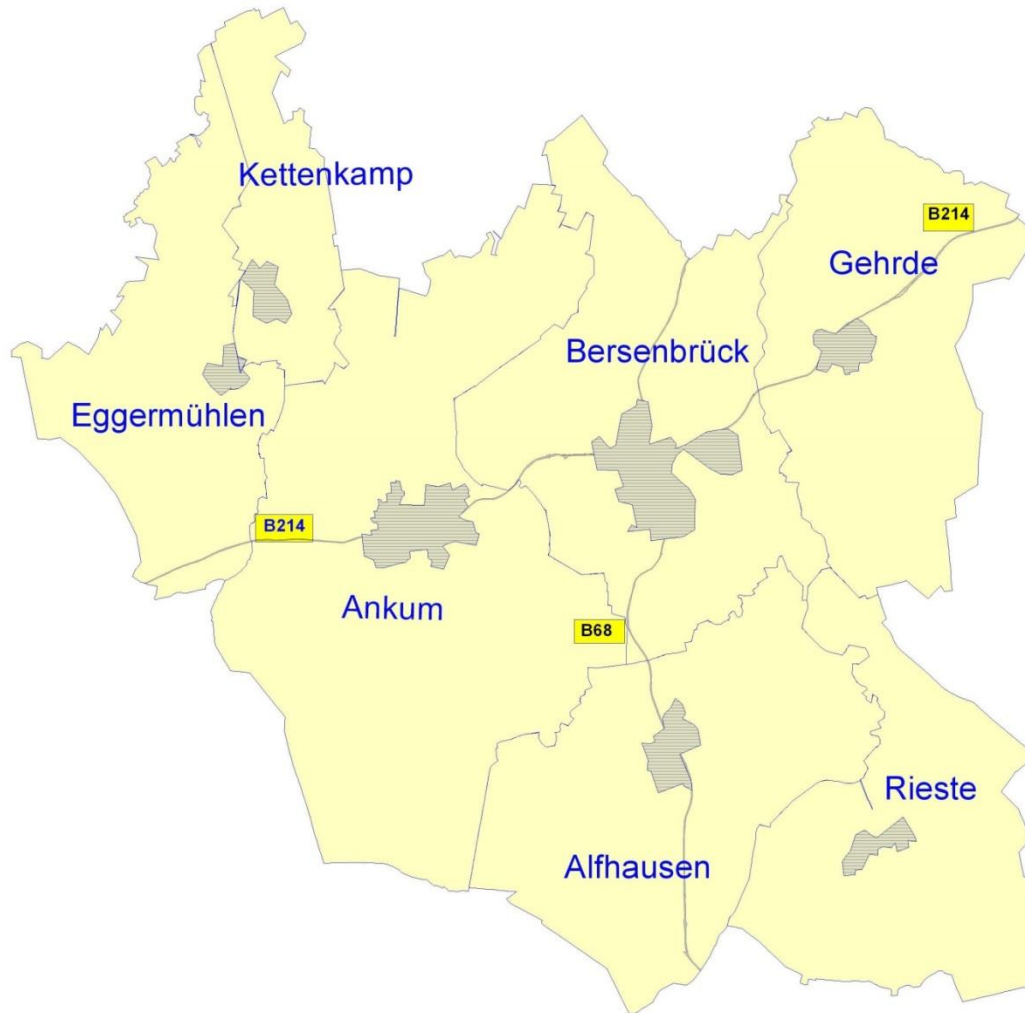 Kettenkamp
B214
Gehrde
Bersenbrück
Eggermühlen
B214
Ankum
B68
Rieste
Alfhausen